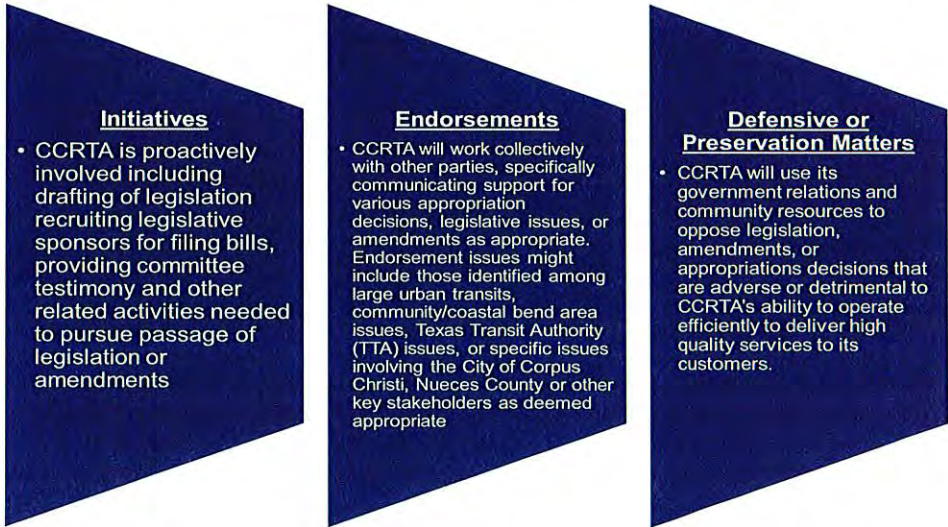 Initiatives
• CCRTA is proactively
involved including
drafting of legislation
recruiting legislative
sponsors for filing bills,
providing committee
testimony and other
related activities needed
to pursue passage of
legislation or
amendments
Endorsements
• CCRTA will work collectively
with other parties, specifically
communicating support for
various appropriation
decisions, legislative issues, or
amendments as appropriate.
Endorsement issues might
include those identified among
large urban transits,
community/coastal bend area
issues, Texas Transit Authority
(TTA) issues, or specific issues
involving the City of Corpus
Christi, Nueces County or other
key stakeholders as deemed
appropriate
Defensive or
Preservation Matters
• CCRTA will use its
government relations and
community resources to
oppose legislation,
amendments, or
appropriations decisions that
are adverse or detrimental to
CCRTA's ability to operate
efficiently to deliver high
quality services to its
customers.